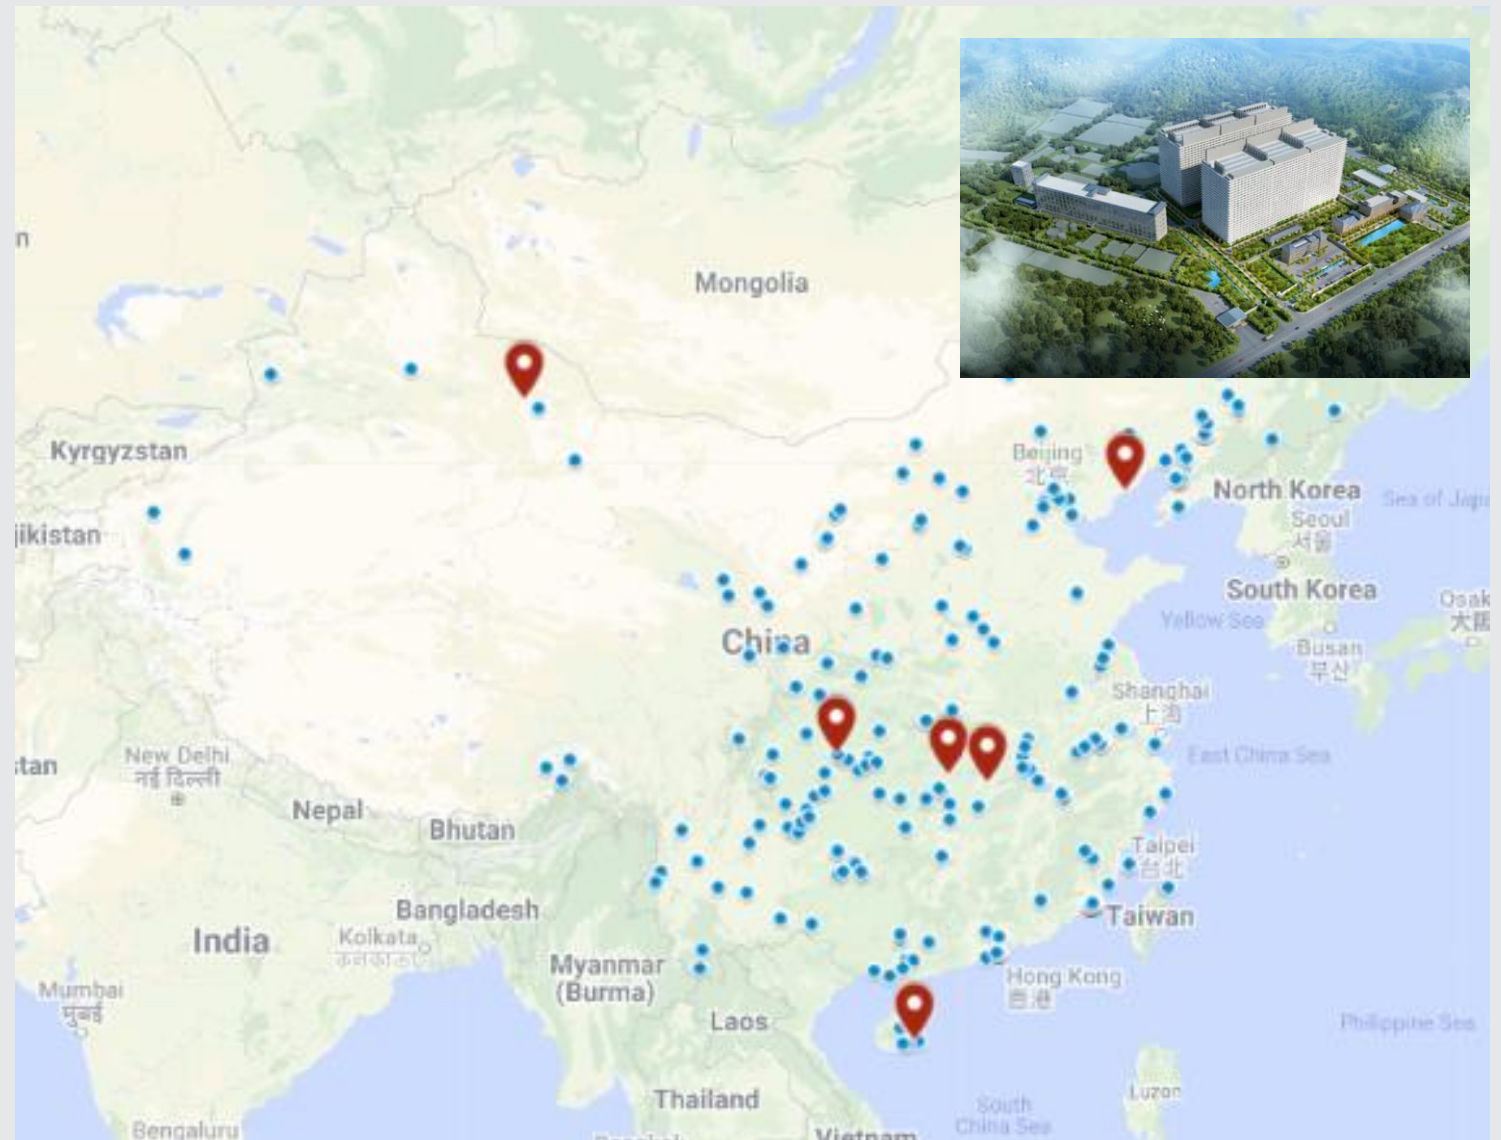 n
Mongolia
Kyrgyzstan
Beijing
北京
North Korea
Sea of Japa
jikistan
Seoul
서울
South Korea
Osak
大阪
China
Yellow Sea
Busan
부산
Shanghai
上海
New Delhi
नई दिल्ली
East China Sea
stan
Nepal
Bhutan
Taipei
台北
Bangladesh
Taiwan
India
Kolkata
Myanmar
(Burma)
Hong Kong
香港
Mumbai
मुंबई
Laos
Philippine Sea
Thailand
Luzon
South
China Sea
Bengaluru
Vietnam